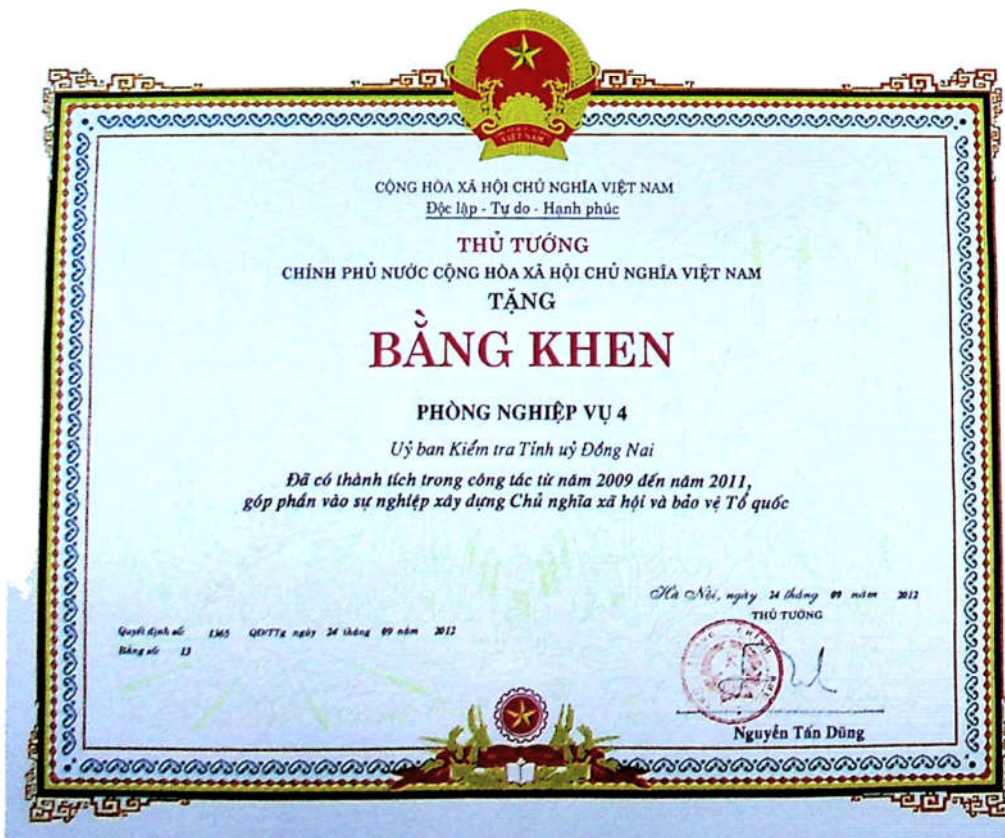 VIỆT NAM
CỘNG HÒA XÃ HỘI CHỦ NGHĨA VIỆT NAM
Độc lập - Tự do - Hạnh phúc
THỦ TƯỚNG
CHÍNH PHỦ NƯỚC CỘNG HÒA XÃ HỘI CHỦ NGHĨA VIỆT NAM
TẶNG
BẰNG KHEN
PHÒNG NGHIỆP VỤ 4
Uỷ ban Kiểm tra Tỉnh uỷ Đồng Nai
Đã có thành tích trong công tác từ năm 2009 đến năm 2011,
góp phần vào sự nghiệp xây dựng Chủ nghĩa xã hội và bảo vệ Tổ quốc
Hà Nội, ngày 24 tháng 09 năm 2012
THỦ TƯỚNG
Quyết định số 1365 QĐ/TTg ngày 24 tháng 09 năm 2012
Bằng số 13
Nguyễn Tấn Dũng